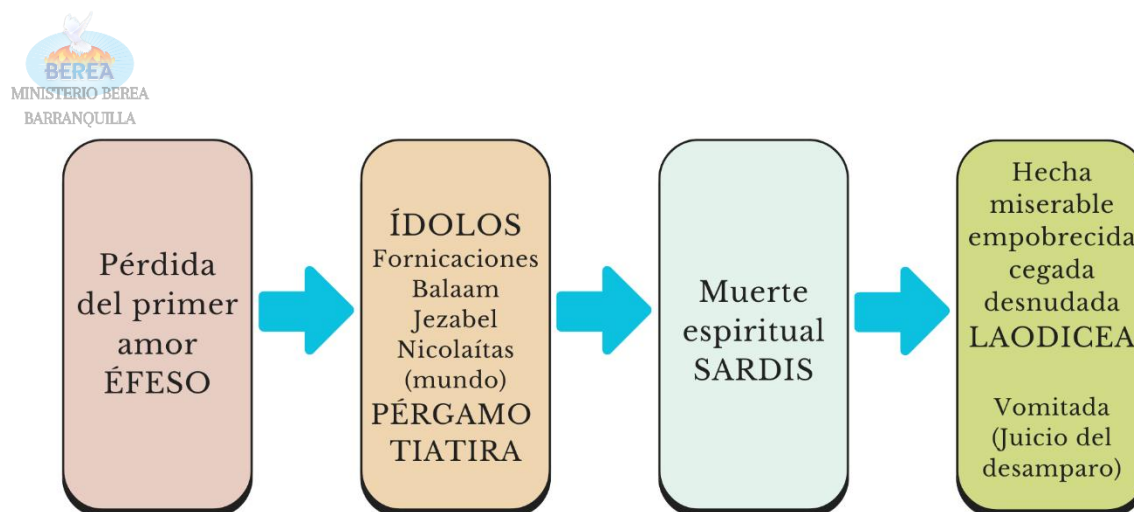 BEREA
MINISTERIO BEREA
BARRANQUILLA
Pérdida
del primer
amor
ÉFESO
ÍDOLOS
Fornicaciones
Balaam
Jezabel
Nicolaítas
(mundo)
PÉRGAMO
TIATIRA
Muerte
espiritual
SARDIS
Hecha
miserable
empobrecida
cegada
desnudada
LAODICEA
Vomitada
(Juicio del
desamparo)